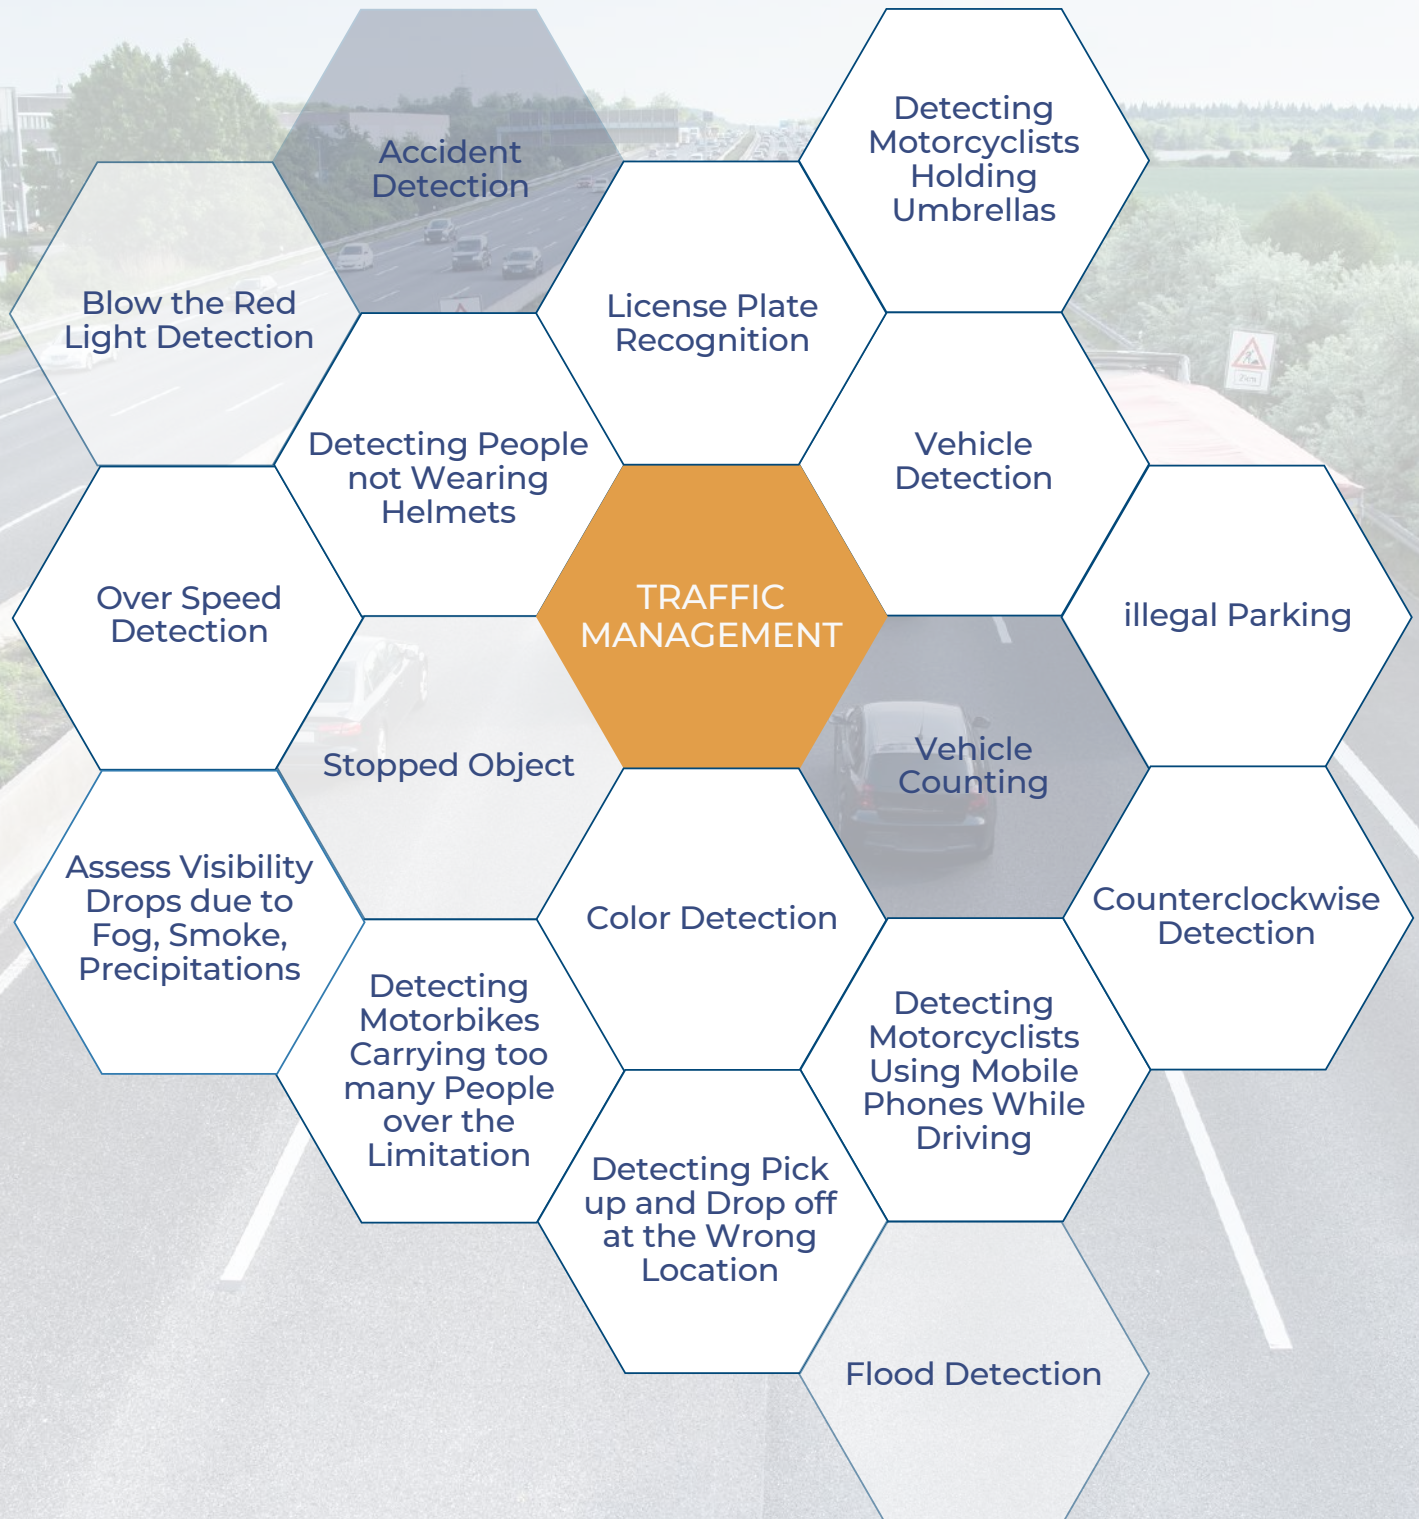 Accident
Detection
Detecting
Motorcyclists
Holding
Umbrellas
Blow the Red
Light Detection
License Plate
Recognition
Detecting People
not Wearing
Helmets
Vehicle
Detection
Over Speed
Detection
TRAFFIC
MANAGEMENT
illegal Parking
Stopped Object
Vehicle
Counting
Assess Visibility
Drops due to
Fog, Smoke,
Precipitations
Color Detection
Counterclockwise
Detection
Detecting
Motorbikes
Carrying too
many People
over the
Limitation
Detecting
Motorcyclists
Using Mobile
Phones While
Driving
Detecting Pick
up and Drop off
at the Wrong
Location
Flood Detection